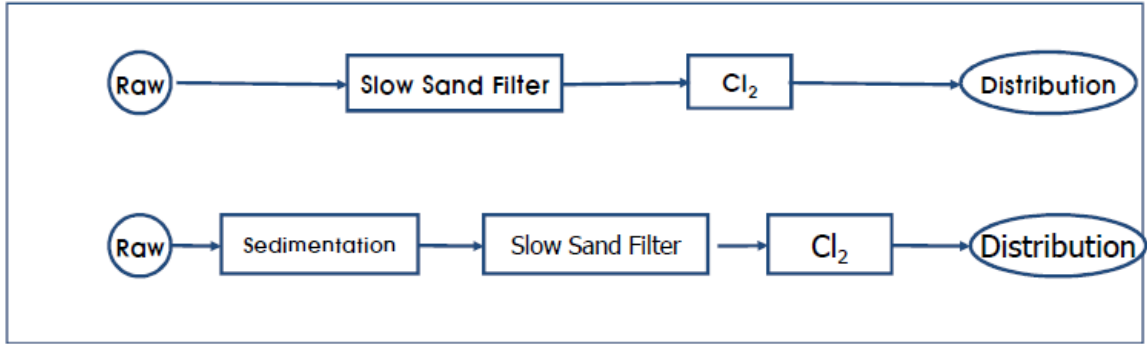 Raw
Slow Sand Filter
Cl₂
Distribution
Raw
Sedimentation
Slow Sand Filter
Cl₂
Distribution